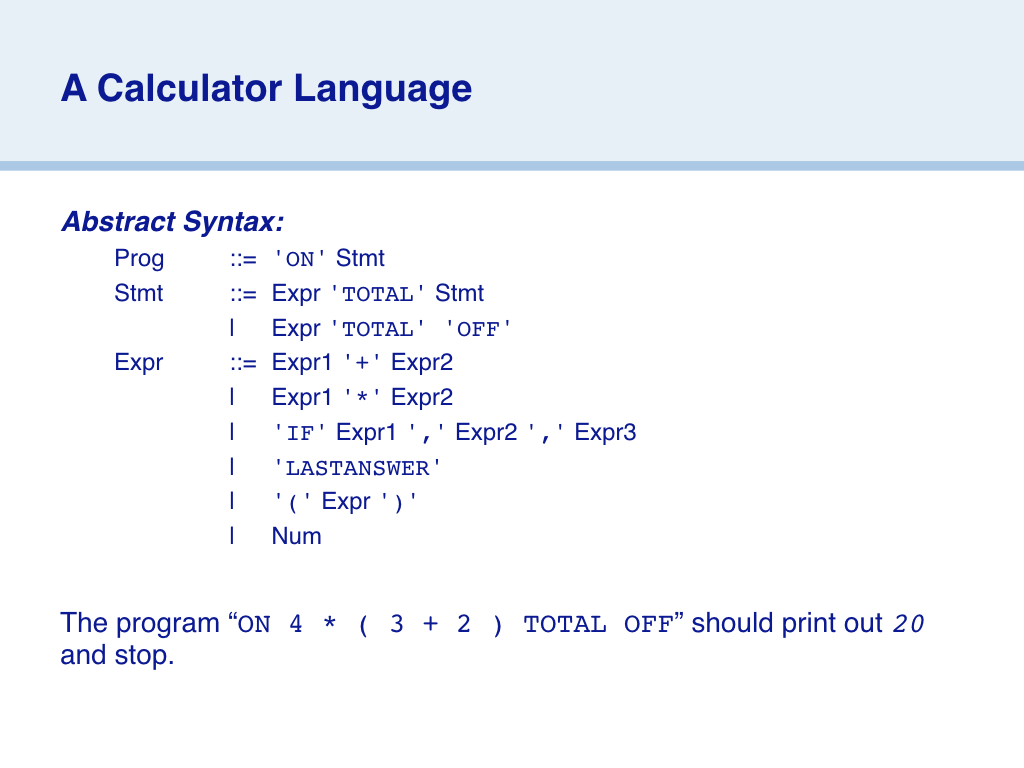 A Calculator Language
Abstract Syntax:
Prog ::= 'ON' Stmt
Stmt ::= Expr 'TOTAL' Stmt
| Expr 'TOTAL' 'OFF'
Expr ::= Expr1 '+' Expr2
| Expr1 '*' Expr2
| 'IF' Expr1 ',' Expr2 ',' Expr3
| 'LASTANSWER'
| '(' Expr ')'
| Num
The program “ON 4 * ( 3 + 2 ) TOTAL OFF” should print out 20
and stop.